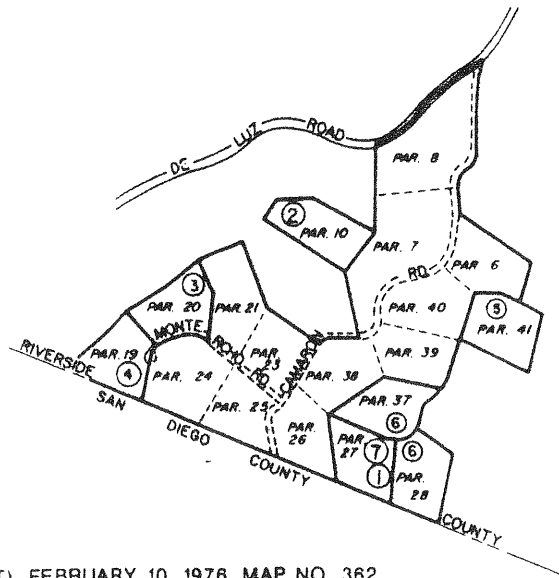 DE LUZ ROAD
PAR. 8
2
PAR. 10
PAR. 7
RD.
PAR. 6
3
PAR. 20
PAR. 21
PAR. 40
5
PAR. 41
MONTE
ROJO RD
PAR. 23
CAMARON
PAR. 39
PAR. 19
4
PAR. 24
PAR. 38
PAR. 37
6
PAR. 25
PAR. 26
PAR. 27
7
1
6
PAR. 28
RIVERSIDE COUNTY
SAN DIEGO COUNTY
FEBRUARY 10, 1976 MAP NO. 362